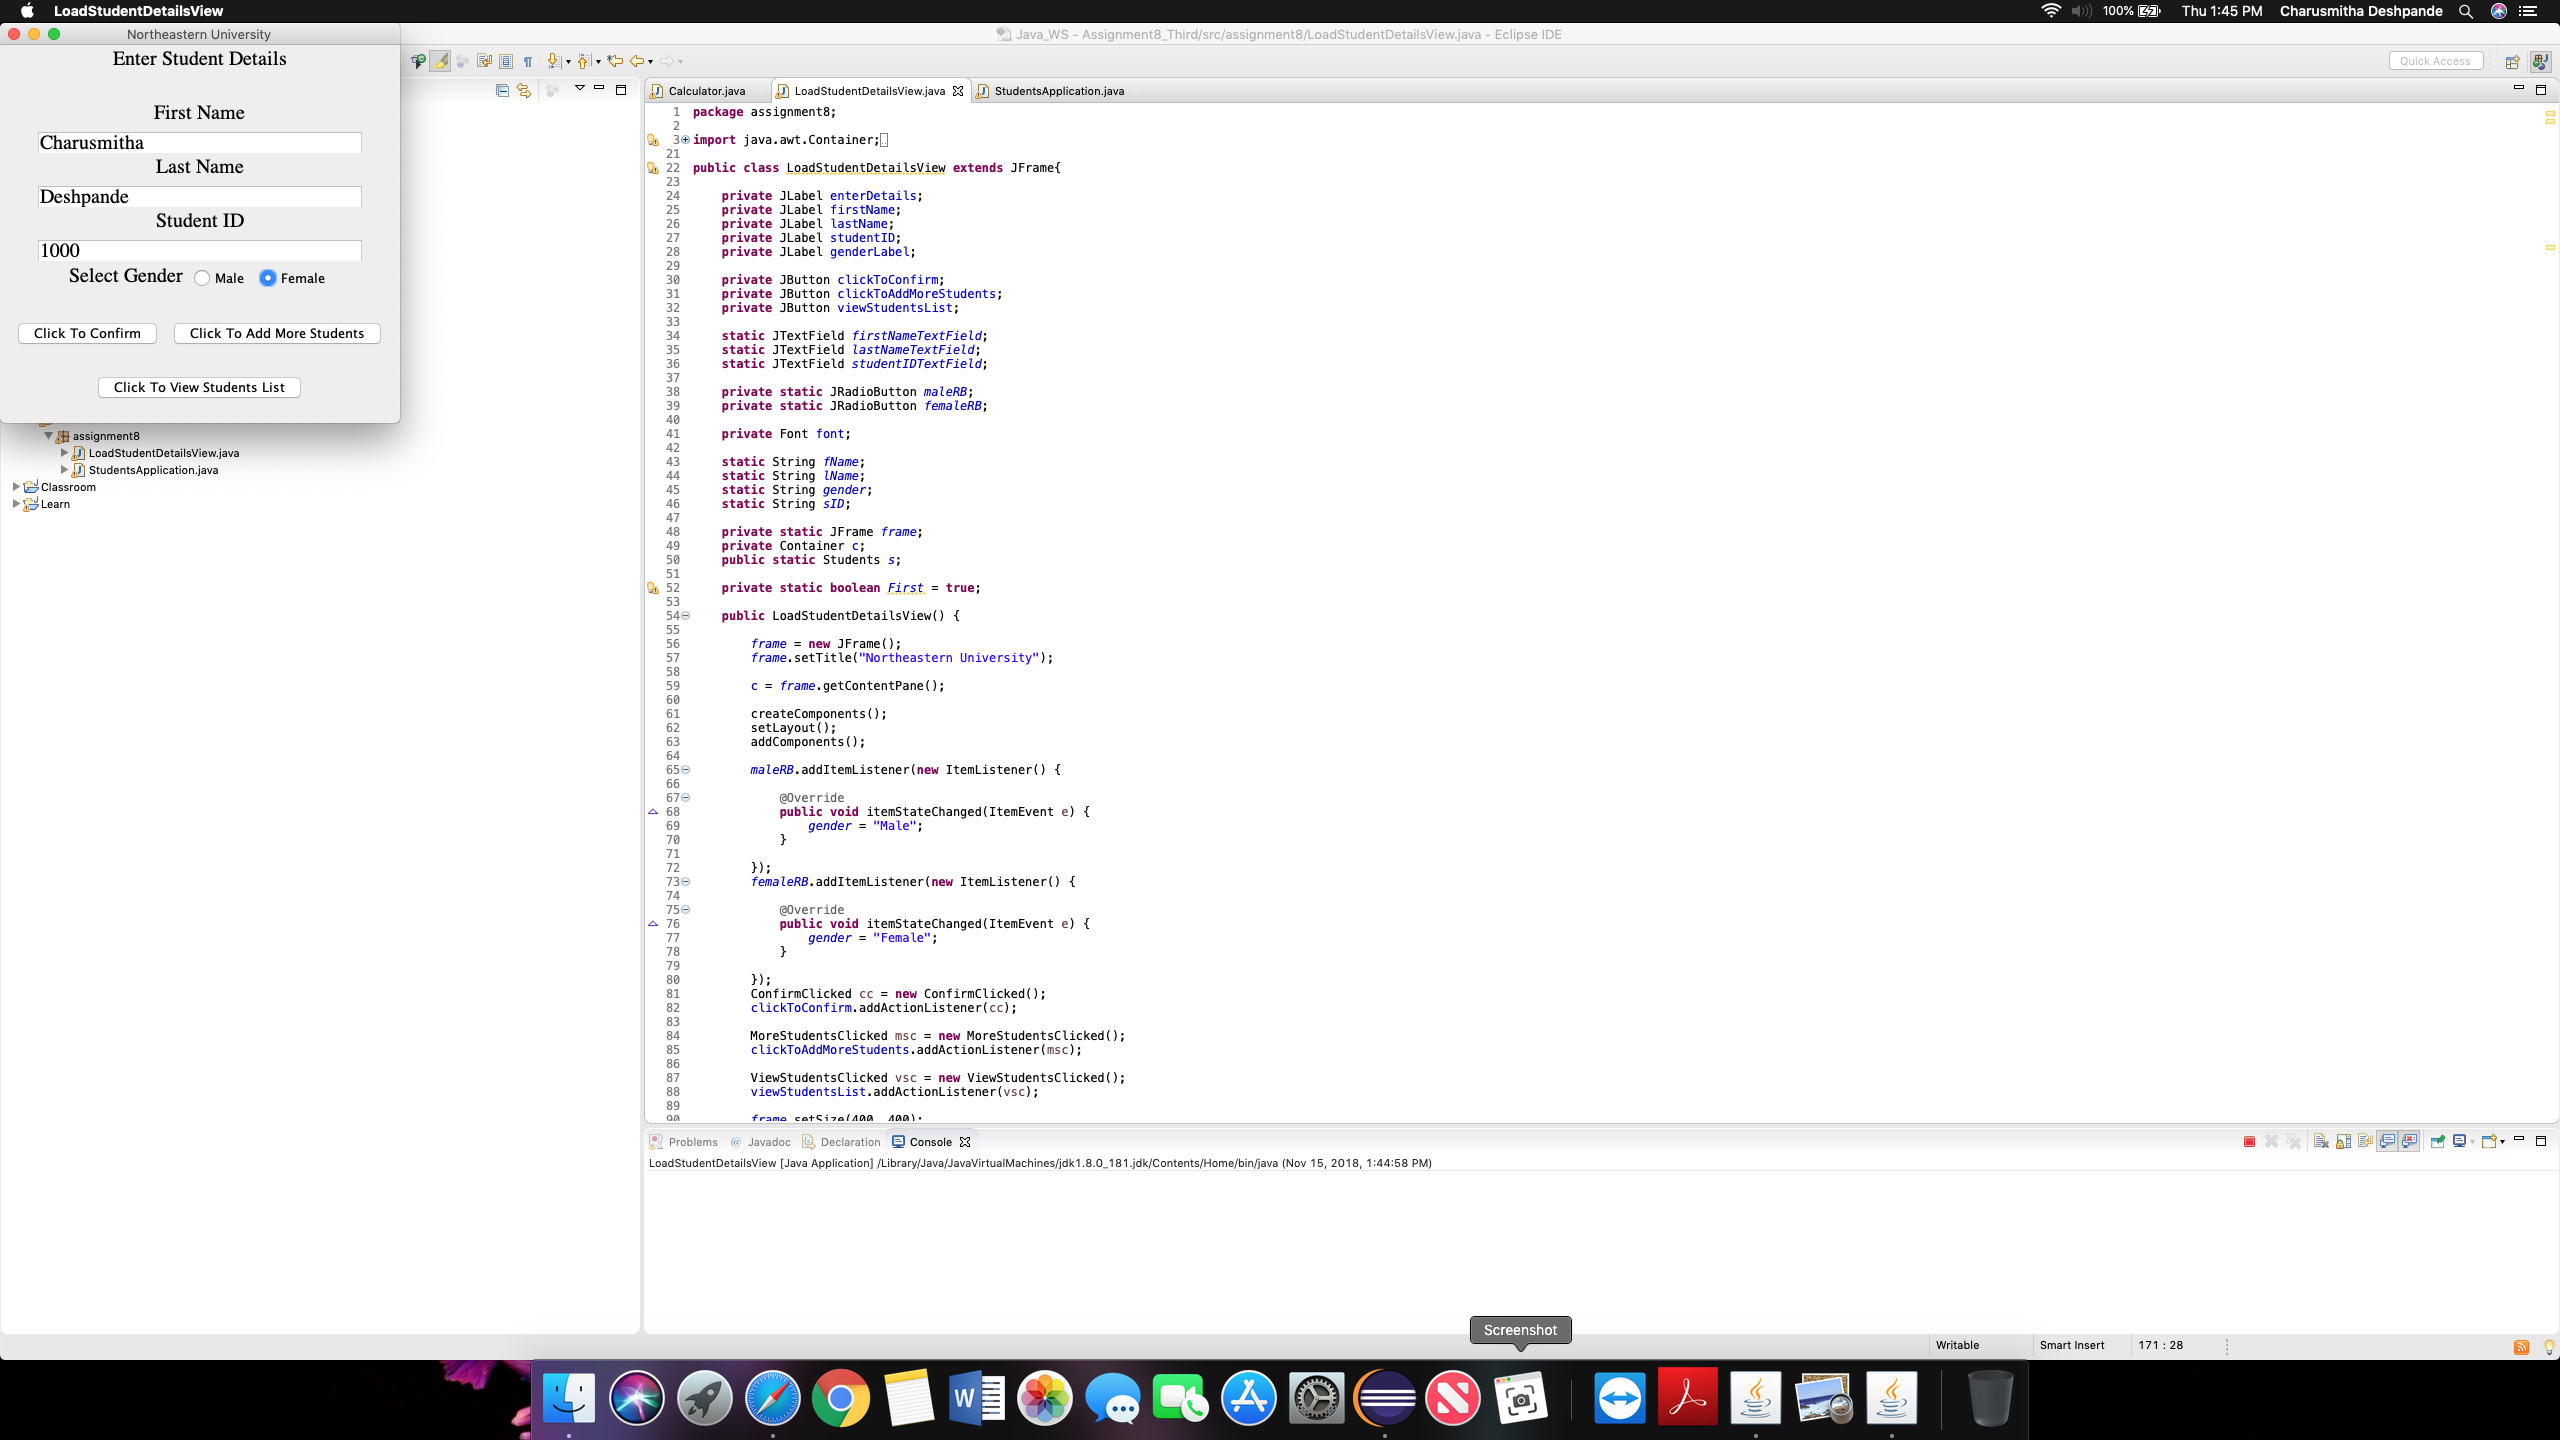 LoadStudentDetailsView
100%
Thu 1:45 PM
Charusmitha Deshpande
Northeastern University
Enter Student Details
First Name
Charusmitha
Last Name
Deshpande
Student ID
1000
Select Gender Male Female
Click To Confirm Click To Add More Students
Click To View Students List
Java_WS - Assignment8_Third/src/assignment8/LoadStudentDetailsView.java - Eclipse IDE
Quick Access
assignment8
LoadStudentDetailsView.java
StudentsApplication.java
Classroom
Learn
Calculator.java LoadStudentDetailsView.java StudentsApplication.java
1 package assignment8;
2
3 import java.awt.Container;
21
22 public class LoadStudentDetailsView extends JFrame{
23
24 private JLabel enterDetails;
25 private JLabel firstName;
26 private JLabel lastName;
27 private JLabel studentID;
28 private JLabel genderLabel;
29
30 private JButton clickToConfirm;
31 private JButton clickToAddMoreStudents;
32 private JButton viewStudentsList;
33
34 static JTextField firstNameTextField;
35 static JTextField lastNameTextField;
36 static JTextField studentIDTextField;
37
38 private static JRadioButton maleRB;
39 private static JRadioButton femaleRB;
40
41 private Font font;
42
43 static String fName;
44 static String lName;
45 static String gender;
46 static String sID;
47
48 private static JFrame frame;
49 private Container c;
50 public static Students s;
51
52 private static boolean First = true;
53
54 public LoadStudentDetailsView() {
55
56 frame = new JFrame();
57 frame.setTitle("Northeastern University");
58
59 c = frame.getContentPane();
60
61 createComponents();
62 setLayout();
63 addComponents();
64
65 maleRB.addItemListener(new ItemListener() {
66
67 @Override
68 public void itemStateChanged(ItemEvent e) {
69 gender = "Male";
70 }
71
72 });
73 femaleRB.addItemListener(new ItemListener() {
74
75 @Override
76 public void itemStateChanged(ItemEvent e) {
77 gender = "Female";
78 }
79
80 });
81 ConfirmClicked cc = new ConfirmClicked();
82 clickToConfirm.addActionListener(cc);
83
84 MoreStudentsClicked msc = new MoreStudentsClicked();
85 clickToAddMoreStudents.addActionListener(msc);
86
87 ViewStudentsClicked vsc = new ViewStudentsClicked();
88 viewStudentsList.addActionListener(vsc);
89
90 frame.setSize(400, 400);
Problems @ Javadoc Declaration Console
LoadStudentDetailsView [Java Application] /Library/Java/JavaVirtualMachines/jdk1.8.0_181.jdk/Contents/Home/bin/java (Nov 15, 2018, 1:44:58 PM)
Screenshot
Writable Smart Insert 171 : 28